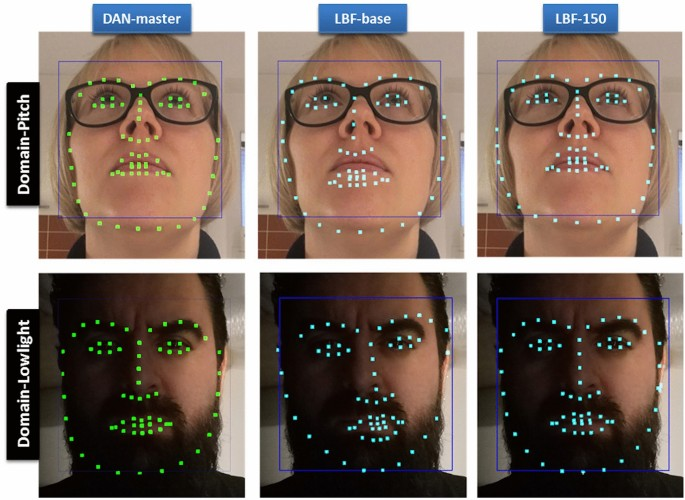 DAN-master
LBF-base
LBF-150
Domain-Pitch
Domain-Lowlight